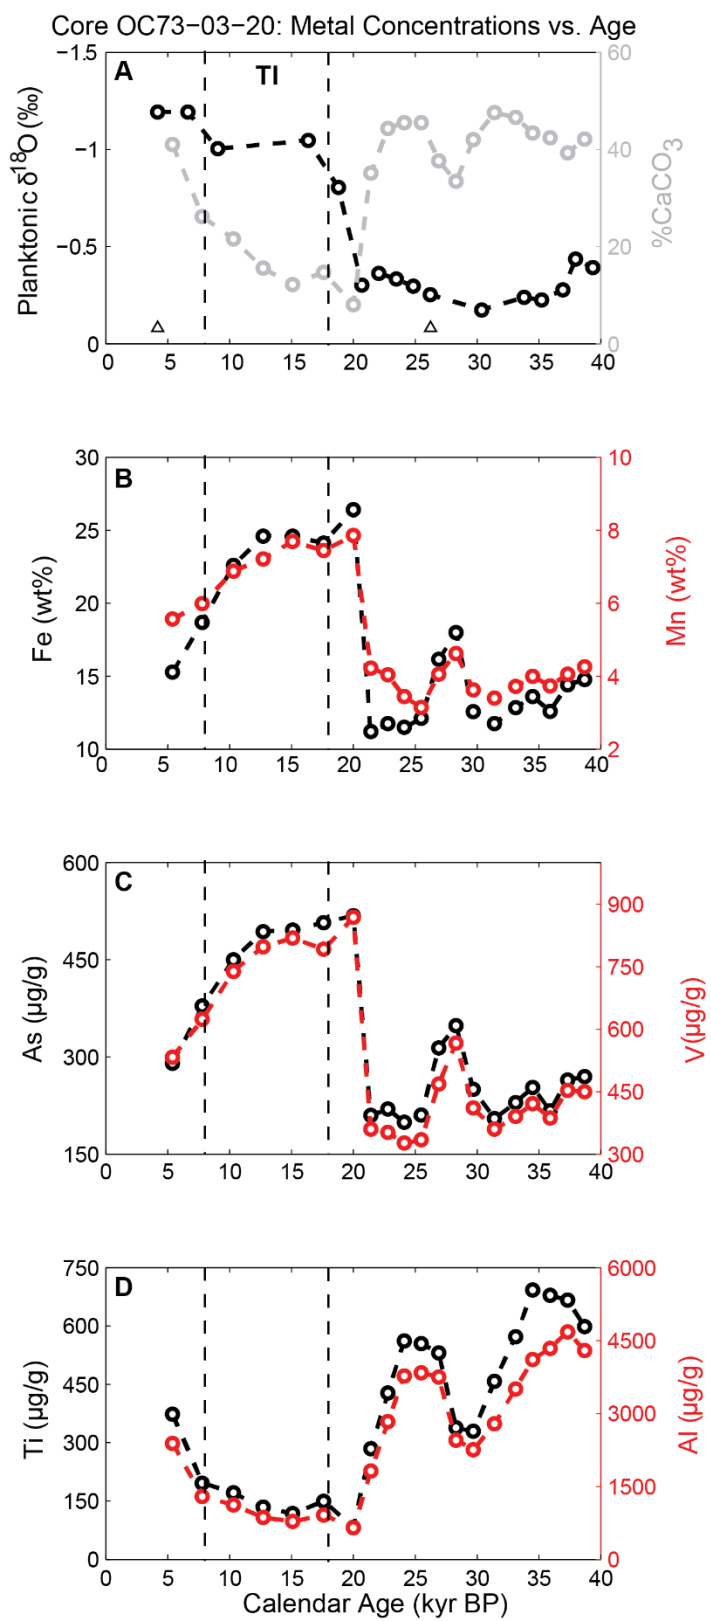 Core OC73−03−20: Metal Concentrations vs. Age
A
TI
Planktonic δ18O (‰)
%CaCO3
−1.5
−1
−0.5
0
60
40
20
0
0 5 10 15 20 25 30 35 40
B
Fe (wt%)
Mn (wt%)
30
25
20
15
10
10
8
6
4
2
0 5 10 15 20 25 30 35 40
C
As (µg/g)
V(µg/g)
600
450
300
150
900
750
600
450
300
0 5 10 15 20 25 30 35 40
D
Ti (µg/g)
Al (µg/g)
750
600
450
300
150
0
6000
4500
3000
1500
0
0 5 10 15 20 25 30 35 40
Calendar Age (kyr BP)